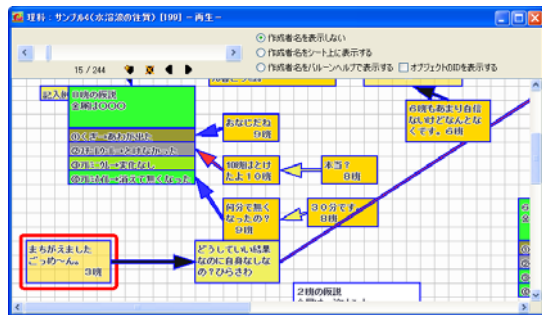 理科:サンプル4(水溶液の性質) [199] - 再生 -
作成者名を表示しない
作成者名をシート上に表示する
作成者名をバルーンヘルプで表示する
オブジェクトのIDを表示する
15 / 244
8班の仮説
金属は〇〇〇
おなじだね
9班
10班はとけ
たよ10班
本当?
8班
6班もあまり自信
ないけどなんとな
くです。6班
何分で無く
なったの?
9班
30分です。
8班
まちがえました
ごっめ〜ん。
3班
どうしていい結果
なのに自身なしな
の?ひらさわ
2班の仮説